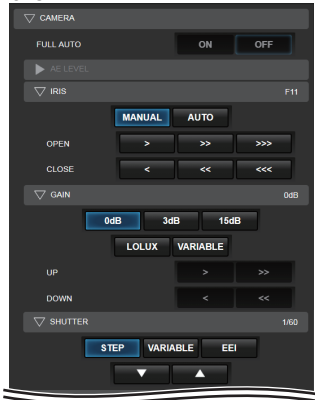 CAMERA
FULL AUTO ON OFF
AE LEVEL
IRIS F11
MANUAL AUTO
OPEN > >> >>>
CLOSE < << <<<
GAIN 0dB
0dB 3dB 15dB
LOLUX VARIABLE
UP > >>
DOWN < <<
SHUTTER 1/60
STEP VARIABLE EEI